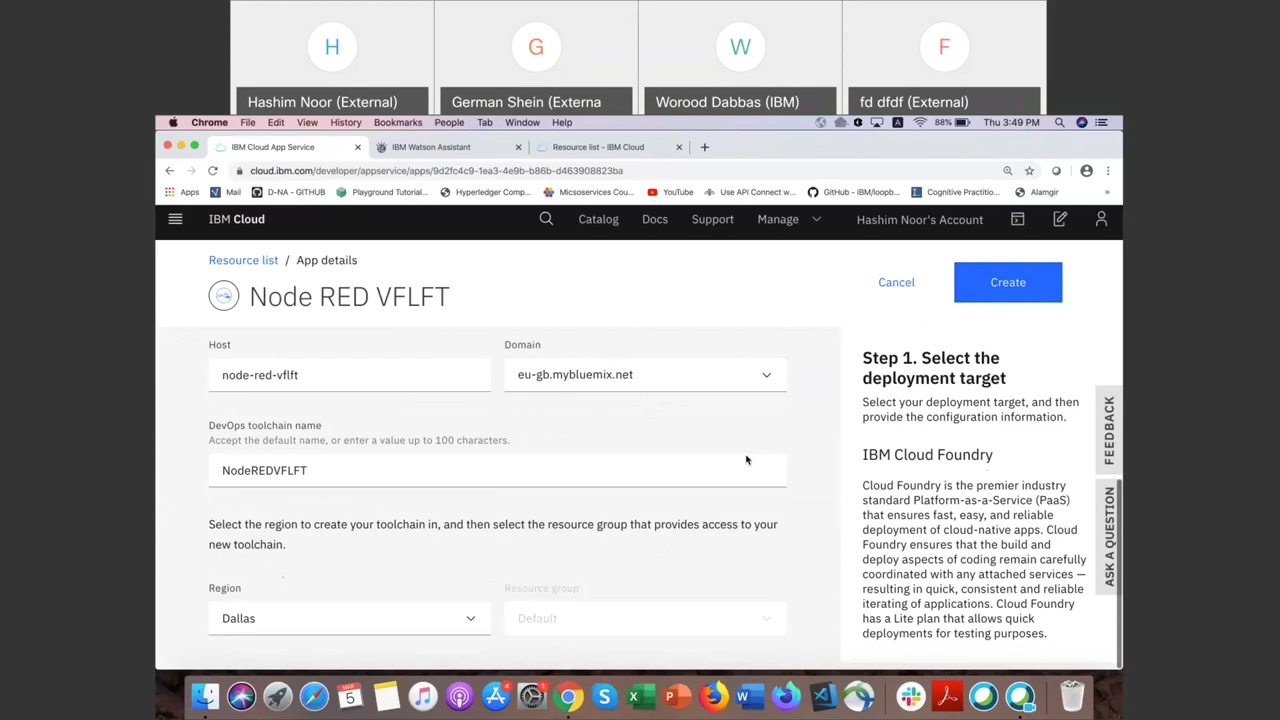 H
G
W
F
Hashim Noor (External)
German Shein (Externa
Worood Dabbas (IBM)
fd dfdf (External)
Chrome File Edit View History Bookmarks People Tab Window Help
A 88% Thu 3:49 PM
IBM Cloud App Service
IBM Watson Assistant
Resource list - IBM Cloud
cloud.ibm.com/developer/appservice/apps/9d2fc4c9-1ea3-4e9b-b86b-d463908823ba
Apps Mail D-NA - GITHUB Playground Tutorial... Hyperledger Comp... Micosservices Cou... YouTube Use API Connect w... GitHub - IBM/loopb... Cognitive Practitio... Alamgir »
IBM Cloud
Catalog Docs Support Manage Hashim Noor's Account
Resource list / App details
Node RED VFLFT
Cancel
Create
Host
node-red-vflft
Domain
eu-gb.mybluemix.net
DevOps toolchain name
Accept the default name, or enter a value up to 100 characters.
NodeREDVFLFT
Select the region to create your toolchain in, and then select the resource group that provides access to your
new toolchain.
Region
Dallas
Resource group
Default
Step 1. Select the
deployment target
Select your deployment target, and then
provide the configuration information.
IBM Cloud Foundry
Cloud Foundry is the premier industry
standard Platform-as-a-Service (PaaS)
that ensures fast, easy, and reliable
deployment of cloud-native apps. Cloud
Foundry ensures that the build and
deploy aspects of coding remain carefully
coordinated with any attached services —
resulting in quick, consistent and reliable
iterating of applications. Cloud Foundry
has a Lite plan that allows quick
deployments for testing purposes.
FEEDBACK
ASK A QUESTION
5
4
1